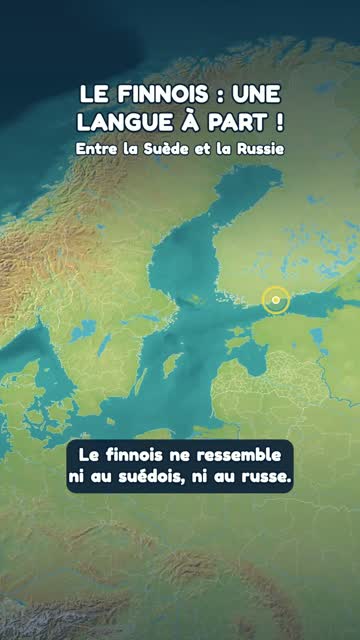 LE FINNOIS : UNE
LANGUE À PART !
Entre la Suède et la Russie
Le finnois ne ressemble
ni au suédois, ni au russe.